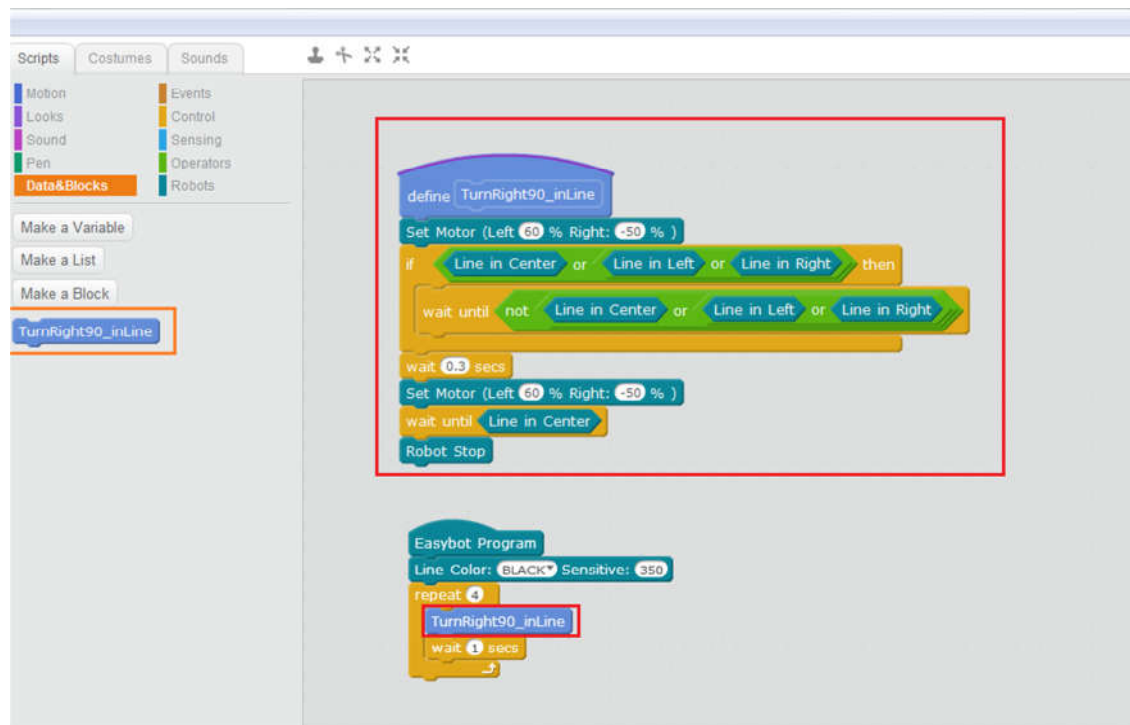 Scripts Costumes Sounds
Motion Events
Looks Control
Sound Sensing
Pen Operators
Data&Blocks Robots
Make a Variable
Make a List
Make a Block
TurnRight90_inLine
define TurnRight90_inLine
Set Motor (Left 60 % Right: -50 % )
if Line in Center or Line in Left or Line in Right then
wait until not Line in Center or Line in Left or Line in Right
wait 0.3 secs
Set Motor (Left 60 % Right: -50 % )
wait until Line in Center
Robot Stop
Easybot Program
Line Color: BLACK Sensitive: 350
repeat 4
TurnRight90_inLine
wait 1 secs